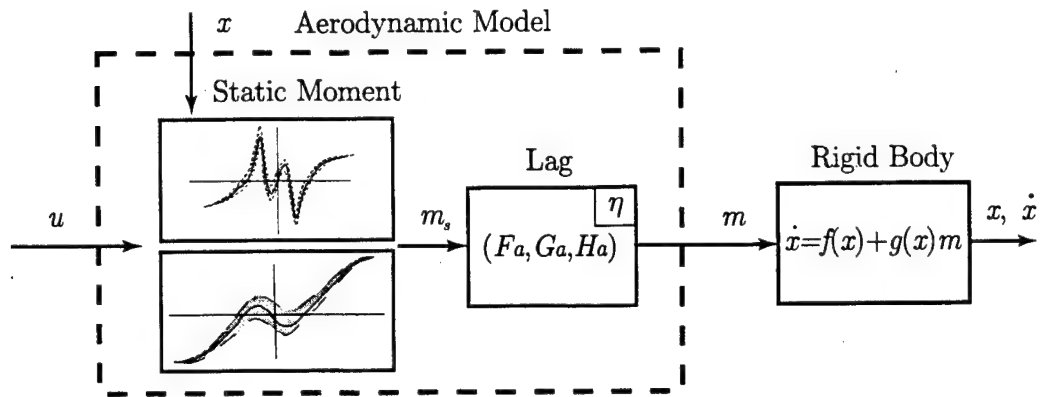 x Aerodynamic Model
Static Moment
Lag
Rigid Body
u
m_s
η
(Fa,Ga,Ha)
m
ẋ=f(x)+g(x)m
x, ẋ